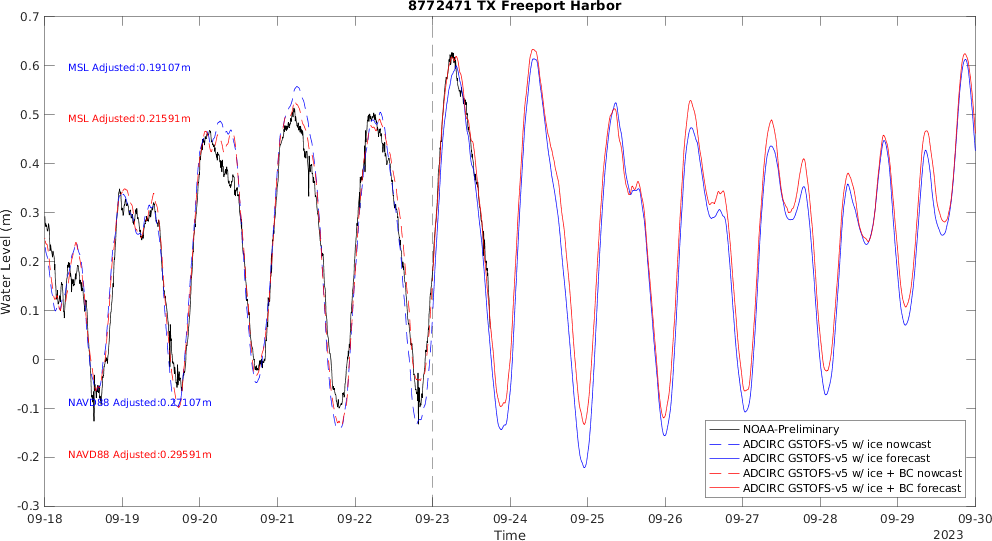 8772471 TX Freeport Harbor
0.7
0.6
0.5
0.4
0.3
0.2
0.1
0
-0.1
-0.2
-0.3
Water Level (m)
MSL Adjusted:0.19107m
MSL Adjusted:0.21591m
NAVD88 Adjusted:0.27107m
NAVD88 Adjusted:0.29591m
NOAA-Preliminary
ADCIRC GSTOFS-v5 w/ ice nowcast
ADCIRC GSTOFS-v5 w/ ice forecast
ADCIRC GSTOFS-v5 w/ ice + BC nowcast
ADCIRC GSTOFS-v5 w/ ice + BC forecast
09-18 09-19 09-20 09-21 09-22 09-23 09-24 09-25 09-26 09-27 09-28 09-29 09-30
Time
2023